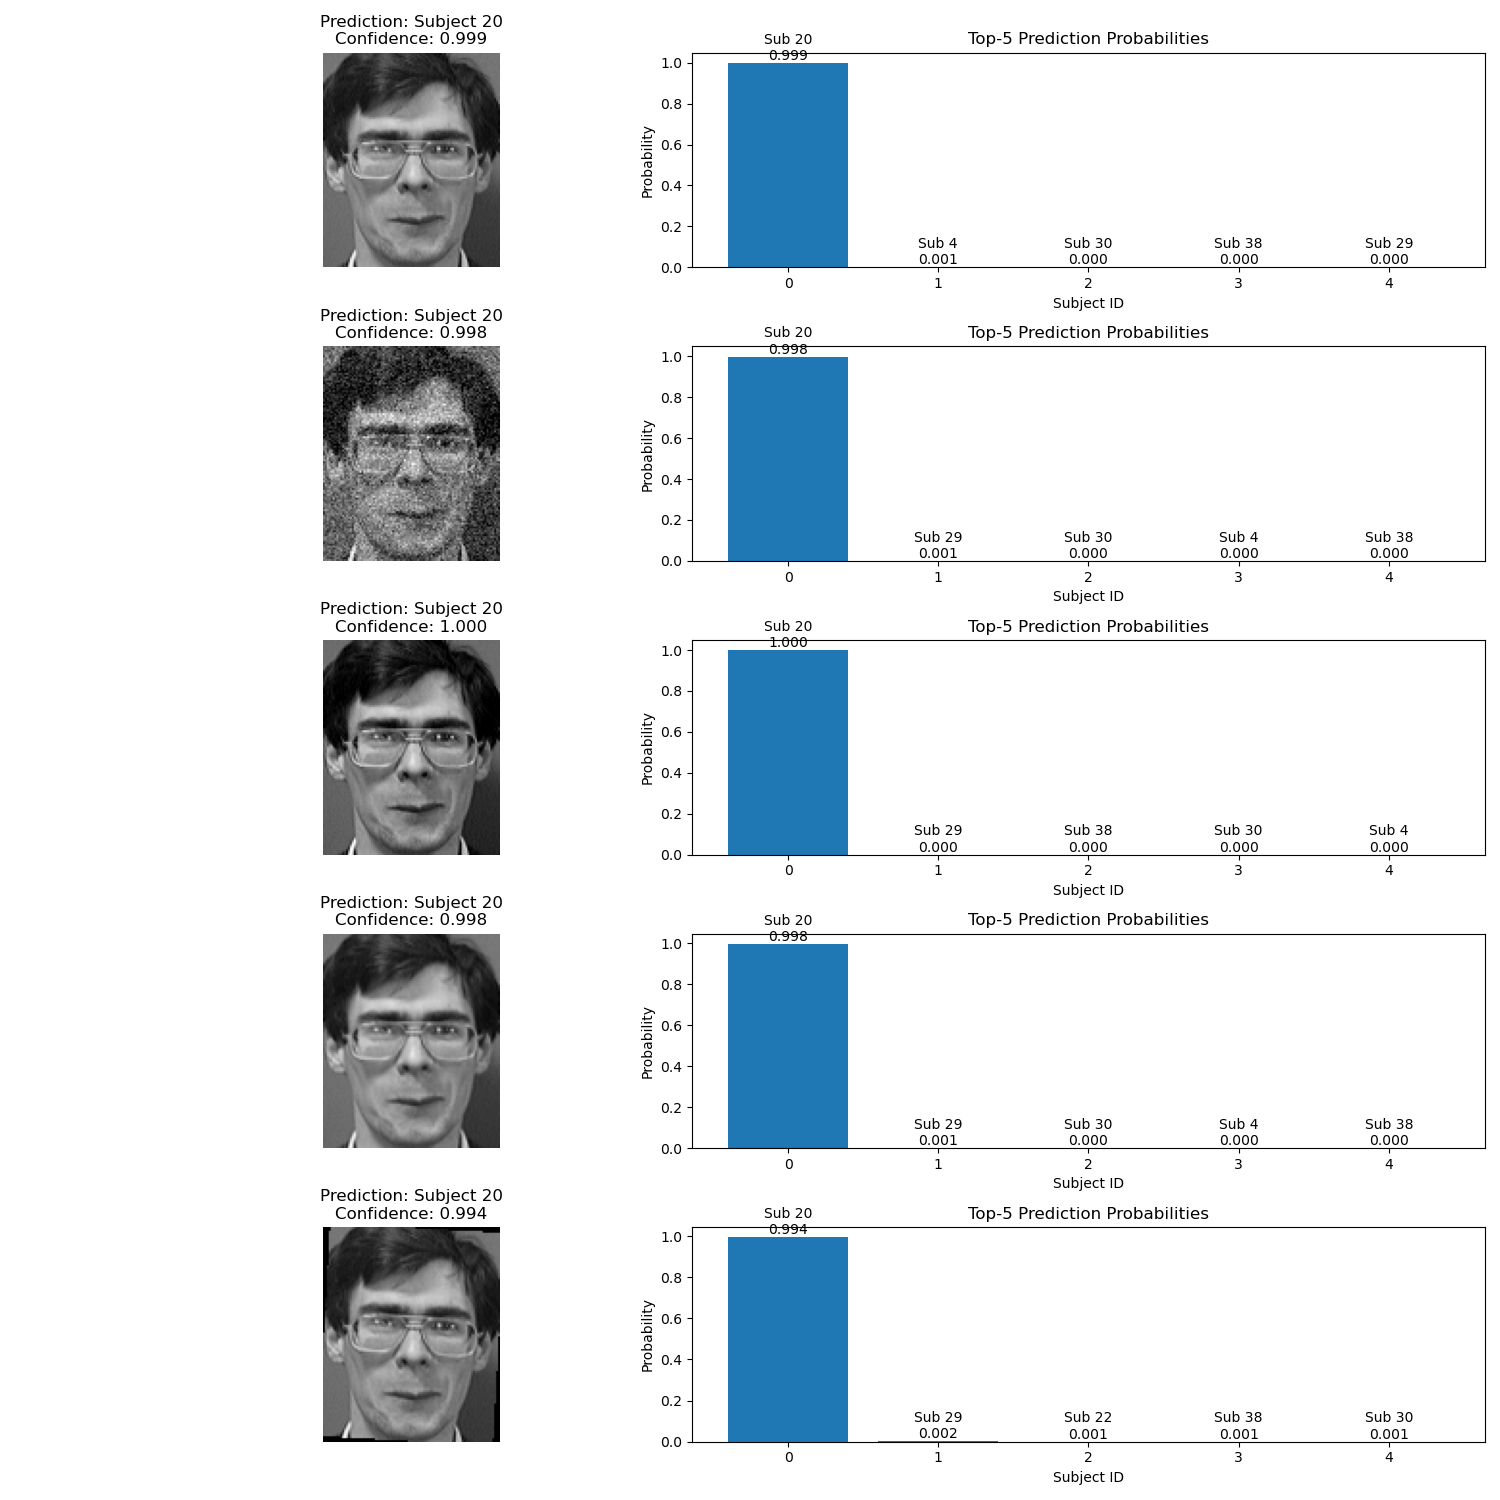 Prediction: Subject 20
Confidence: 0.999
Top-5 Prediction Probabilities
Sub 20
0.999
Sub 4
0.001
Sub 30
0.000
Sub 38
0.000
Sub 29
0.000
Probability
1.0
0.8
0.6
0.4
0.2
0.0
0 1 2 3 4
Subject ID
Prediction: Subject 20
Confidence: 0.998
Top-5 Prediction Probabilities
Sub 20
0.998
Sub 29
0.001
Sub 30
0.000
Sub 4
0.000
Sub 38
0.000
Probability
1.0
0.8
0.6
0.4
0.2
0.0
0 1 2 3 4
Subject ID
Prediction: Subject 20
Confidence: 1.000
Top-5 Prediction Probabilities
Sub 20
1.000
Sub 29
0.000
Sub 38
0.000
Sub 30
0.000
Sub 4
0.000
Probability
1.0
0.8
0.6
0.4
0.2
0.0
0 1 2 3 4
Subject ID
Prediction: Subject 20
Confidence: 0.998
Top-5 Prediction Probabilities
Sub 20
0.998
Sub 29
0.001
Sub 30
0.000
Sub 4
0.000
Sub 38
0.000
Probability
1.0
0.8
0.6
0.4
0.2
0.0
0 1 2 3 4
Subject ID
Prediction: Subject 20
Confidence: 0.994
Top-5 Prediction Probabilities
Sub 20
0.994
Sub 29
0.002
Sub 22
0.001
Sub 38
0.001
Sub 30
0.001
Probability
1.0
0.8
0.6
0.4
0.2
0.0
0 1 2 3 4
Subject ID